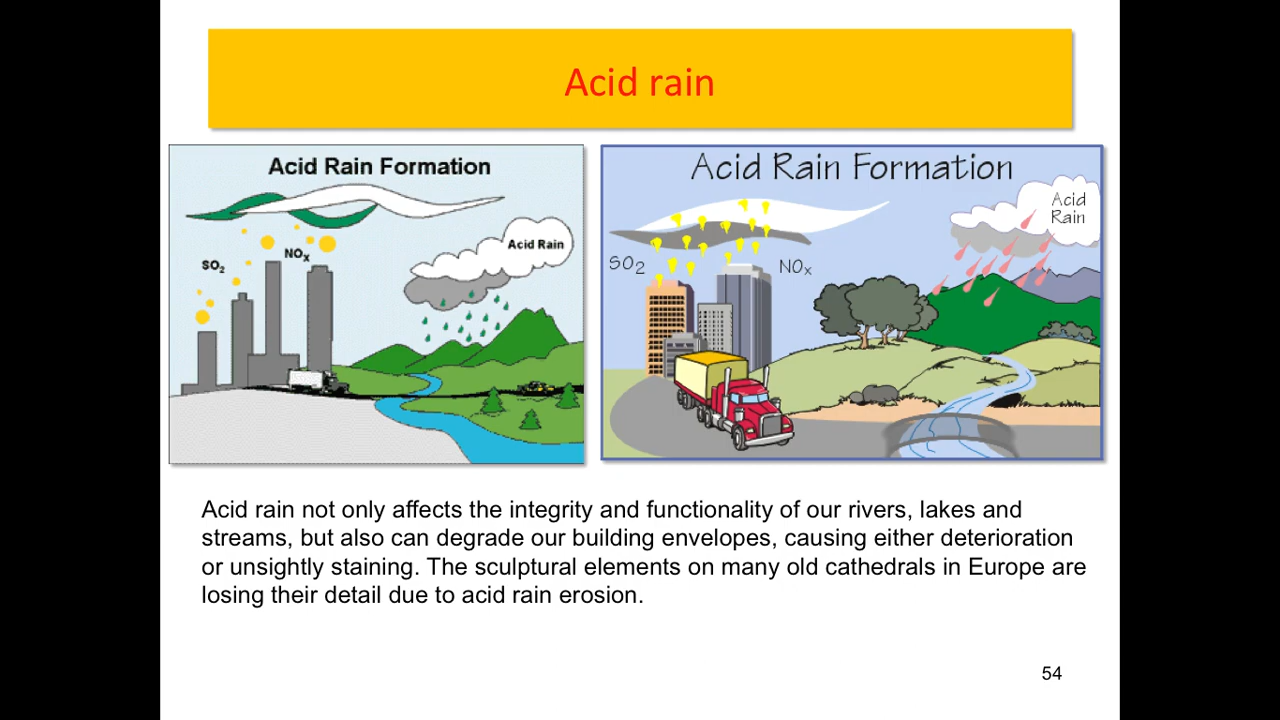 Acid rain
Acid Rain Formation
SO2
NOx
Acid Rain
Acid Rain Formation
SO2
NOx
Acid
Rain
Acid rain not only affects the integrity and functionality of our rivers, lakes and
streams, but also can degrade our building envelopes, causing either deterioration
or unsightly staining. The sculptural elements on many old cathedrals in Europe are
losing their detail due to acid rain erosion.
54